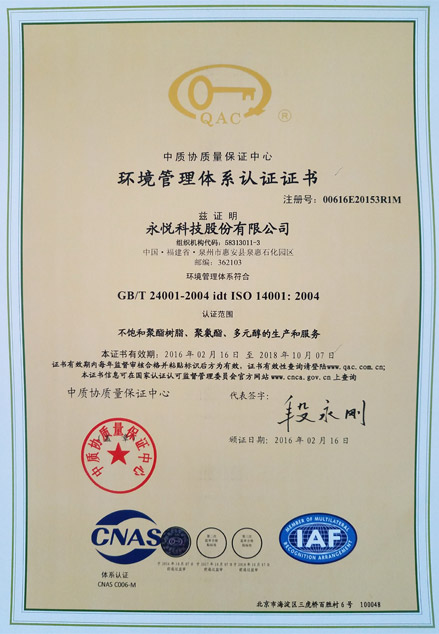 QAC
®
中质协质量保证中心
环境管理体系认证证书
注册号：00616E20153R1M
兹证明
永悦科技股份有限公司
组织机构代码：58313011-3
中国·福建省·泉州市惠安县泉惠石化园区
邮编：362103
环境管理体系符合
GB/T 24001-2004 idt ISO 14001: 2004
认证范围
不饱和聚酯树脂、聚氨酯、多元醇的生产和服务
本证书有效期：2016 年 02 月 16 日 至 2018 年 10 月 07 日
证书有效期内每年监督审核合格并粘贴标识后方为有效，证书有效性查询请登陆www.qac.com.cn;
本证书信息可在国家认证认可监督管理委员会官方网站 www.cnca.gov.cn 上查询
中质协质量保证中心
代表签字：
段永刚
颁证日期：2016 年 02 月 16 日
中质协质量保证中心
CNAS
体系认证
CNAS C006-M
MEMBER OF MULTILATERAL
IAF
RECOGNITION ARRANGEMENT
北京市海淀区三虎桥百胜村 6 号 100048